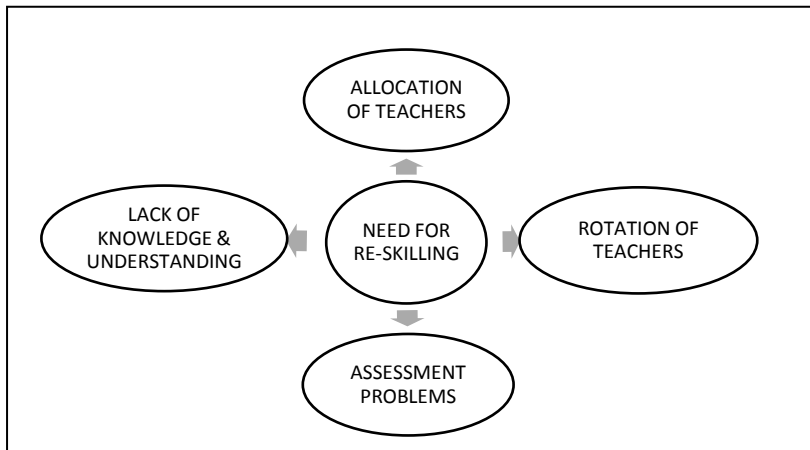 ALLOCATION
OF TEACHERS
LACK OF
KNOWLEDGE &
UNDERSTANDING
NEED FOR
RE-SKILLING
ROTATION OF
TEACHERS
ASSESSMENT
PROBLEMS